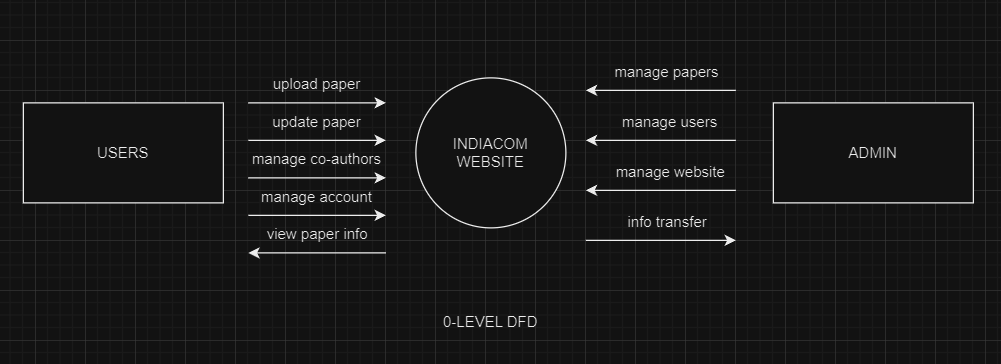 upload paper
update paper
manage co-authors
manage account
view paper info
USERS
INDIACOM
WEBSITE
manage papers
manage users
manage website
info transfer
ADMIN
0-LEVEL DFD